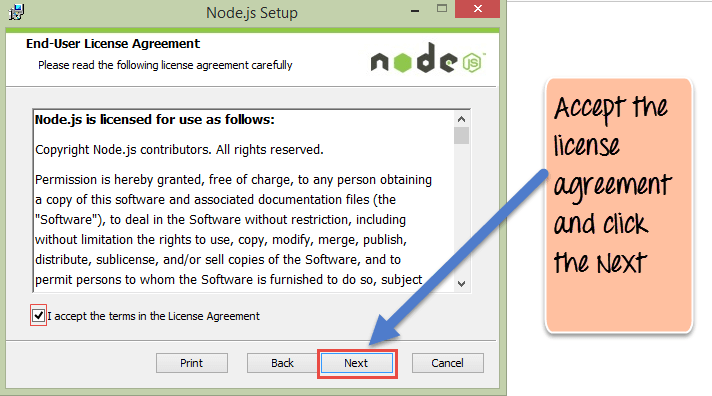 Node.js Setup
End-User License Agreement
Please read the following license agreement carefully
node
JS
Node.js is licensed for use as follows:
Copyright Node.js contributors. All rights reserved.
Permission is hereby granted, free of charge, to any person obtaining
a copy of this software and associated documentation files (the
"Software"), to deal in the Software without restriction, including
without limitation the rights to use, copy, modify, merge, publish,
distribute, sublicense, and/or sell copies of the Software, and to
permit persons to whom the Software is furnished to do so, subject
I accept the terms in the License Agreement
Print Back Next Cancel
Accept the
license
agreement
and click
the Next